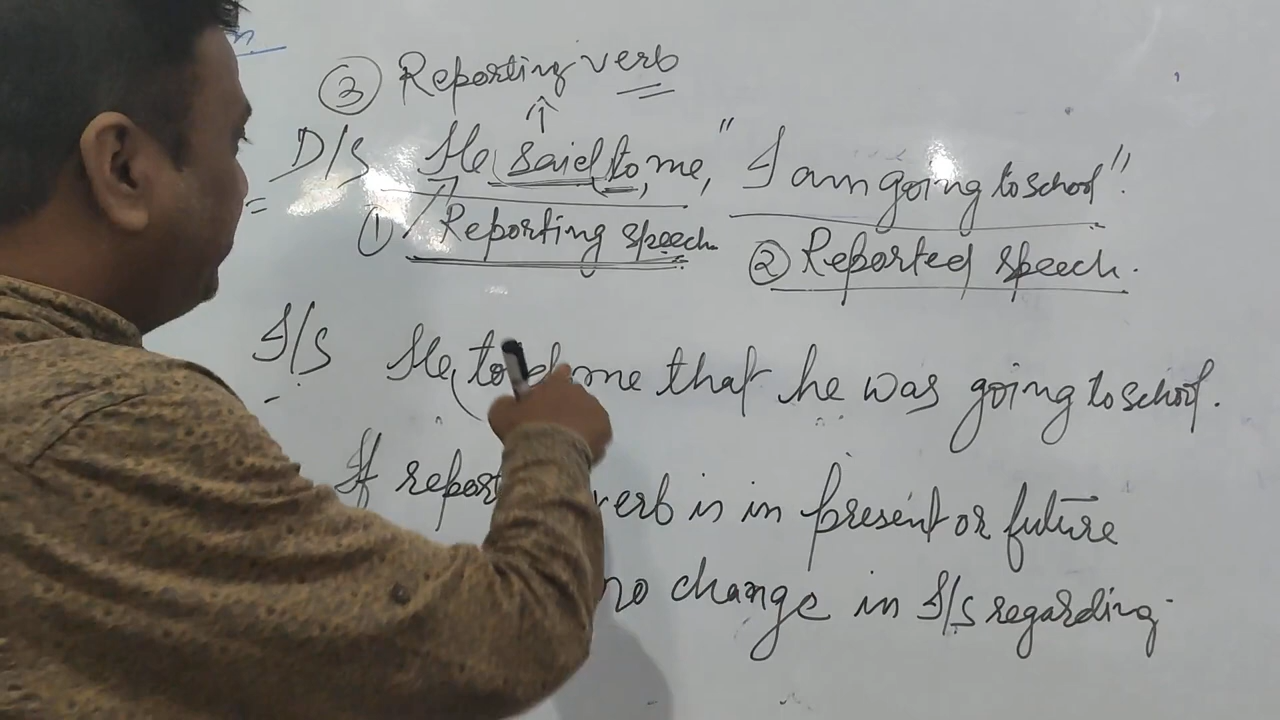 ③ Reporting verb
↑
D/S He said to me, "I am going to school".
① Reporting speech
② Reported speech.
I/S He told me that he was going to school.
If verb is in present or future
no change in I/S regarding